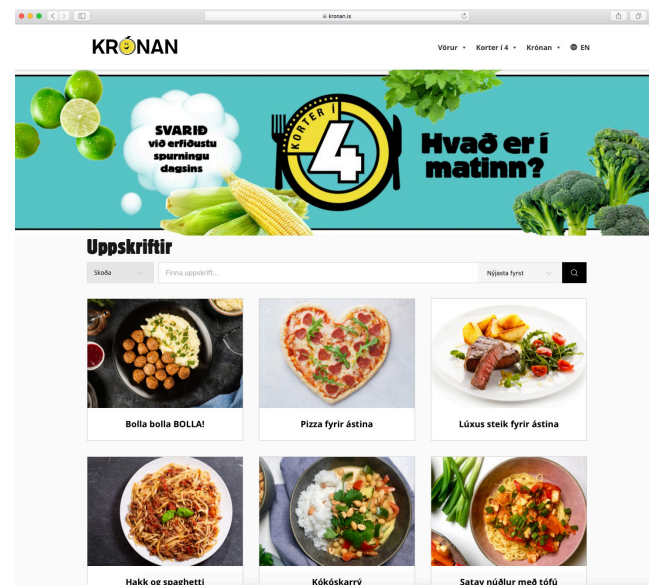 kronan.is
KRÓNAN
Vörur
Korter í 4
Krónan
EN
SVARIÐ
við erfiðustu
spurningu
dagsins
KORTER Í
4
Hvað er í
matinn?
Uppskriftir
Skoða
Finna uppskrift...
Nýjasta fyrst
Bolla bolla BOLLA!
Pizza fyrir ástina
Lúxus steik fyrir ástina
Hakk og spaghetti
Kókóskarrý
Satay núðlur með tófú